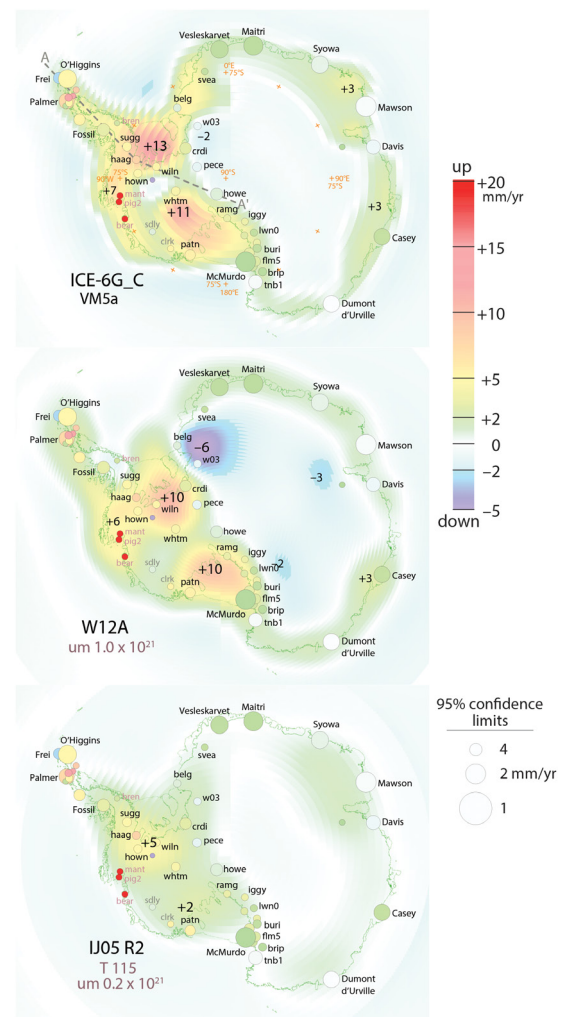 Vesleskarvet
Maitri
Syowa
A
O'Higgins
Frei
0°E
+75°S
svea
Palmer
belg
+3
Mawson
Fossil
bren
w03
sugg
-2
+13
crdi
Davis
haag
wiln
pece
75°S
90°W
hown
90°S
+90°E
75°S
+7
mant
pig2
whtm
howe
A'
+11
ramg
+3
bear
sdly
iggy
lwn0
clrk
patn
buri
Casey
flm5
ICE-6G_C
VM5a
McMurdo
brip
75°S +
180°E
tnb1
Dumont
d'Urville
up
+20
mm/yr
+15
+10
+5
+2
0
−2
−5
down
Vesleskarvet
Maitri
Syowa
O'Higgins
Frei
svea
Palmer
belg
−6
Mawson
w03
Fossil
sugg
−3
crdi
Davis
haag
+10
wiln
pece
+6
hown
mant
pig2
whtm
howe
ramg
iggy
bear
sdly
+10
-2
lwn0
+3
Casey
clrk
patn
buri
flm5
McMurdo
brip
tnb1
W12A
um 1.0 x 10²¹
Dumont
d'Urville
95% confidence
limits
4
2 mm/yr
1
Vesleskarvet
Maitri
Syowa
O'Higgins
Frei
svea
Palmer
belg
Mawson
bren
w03
Fossil
sugg
crdi
Davis
haag
+5
wiln
pece
hown
mant
pig2
whtm
howe
ramg
iggy
bear
sdly
+2
lwn0
clrk
patn
buri
Casey
flm5
IJ05 R2
McMurdo
brip
tnb1
T 115
um 0.2 x 10²¹
Dumont
d'Urville